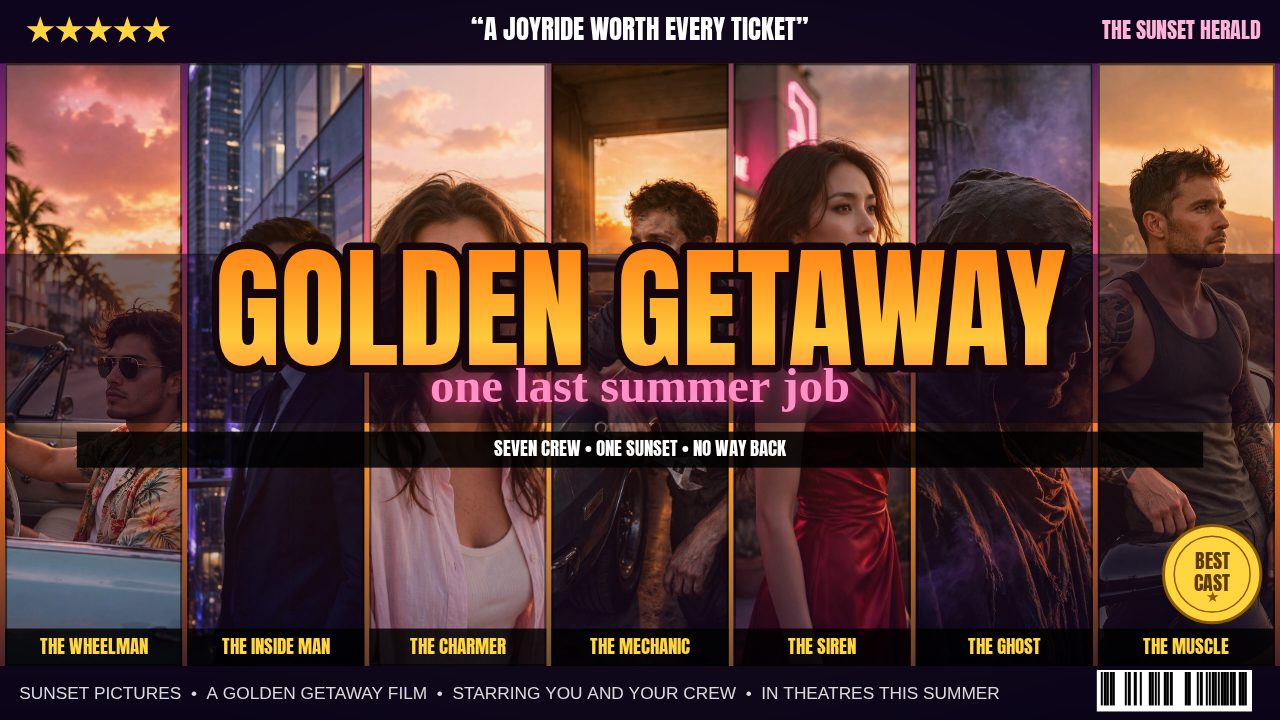 “A JOYRIDE WORTH EVERY TICKET”
THE SUNSET HERALD
GOLDEN GETAWAY
one last summer job
SEVEN CREW • ONE SUNSET • NO WAY BACK
BEST
CAST
THE WHEELMAN
THE INSIDE MAN
THE CHARMER
THE MECHANIC
THE SIREN
THE GHOST
THE MUSCLE
SUNSET PICTURES • A GOLDEN GETAWAY FILM • STARRING YOU AND YOUR CREW • IN THEATRES THIS SUMMER